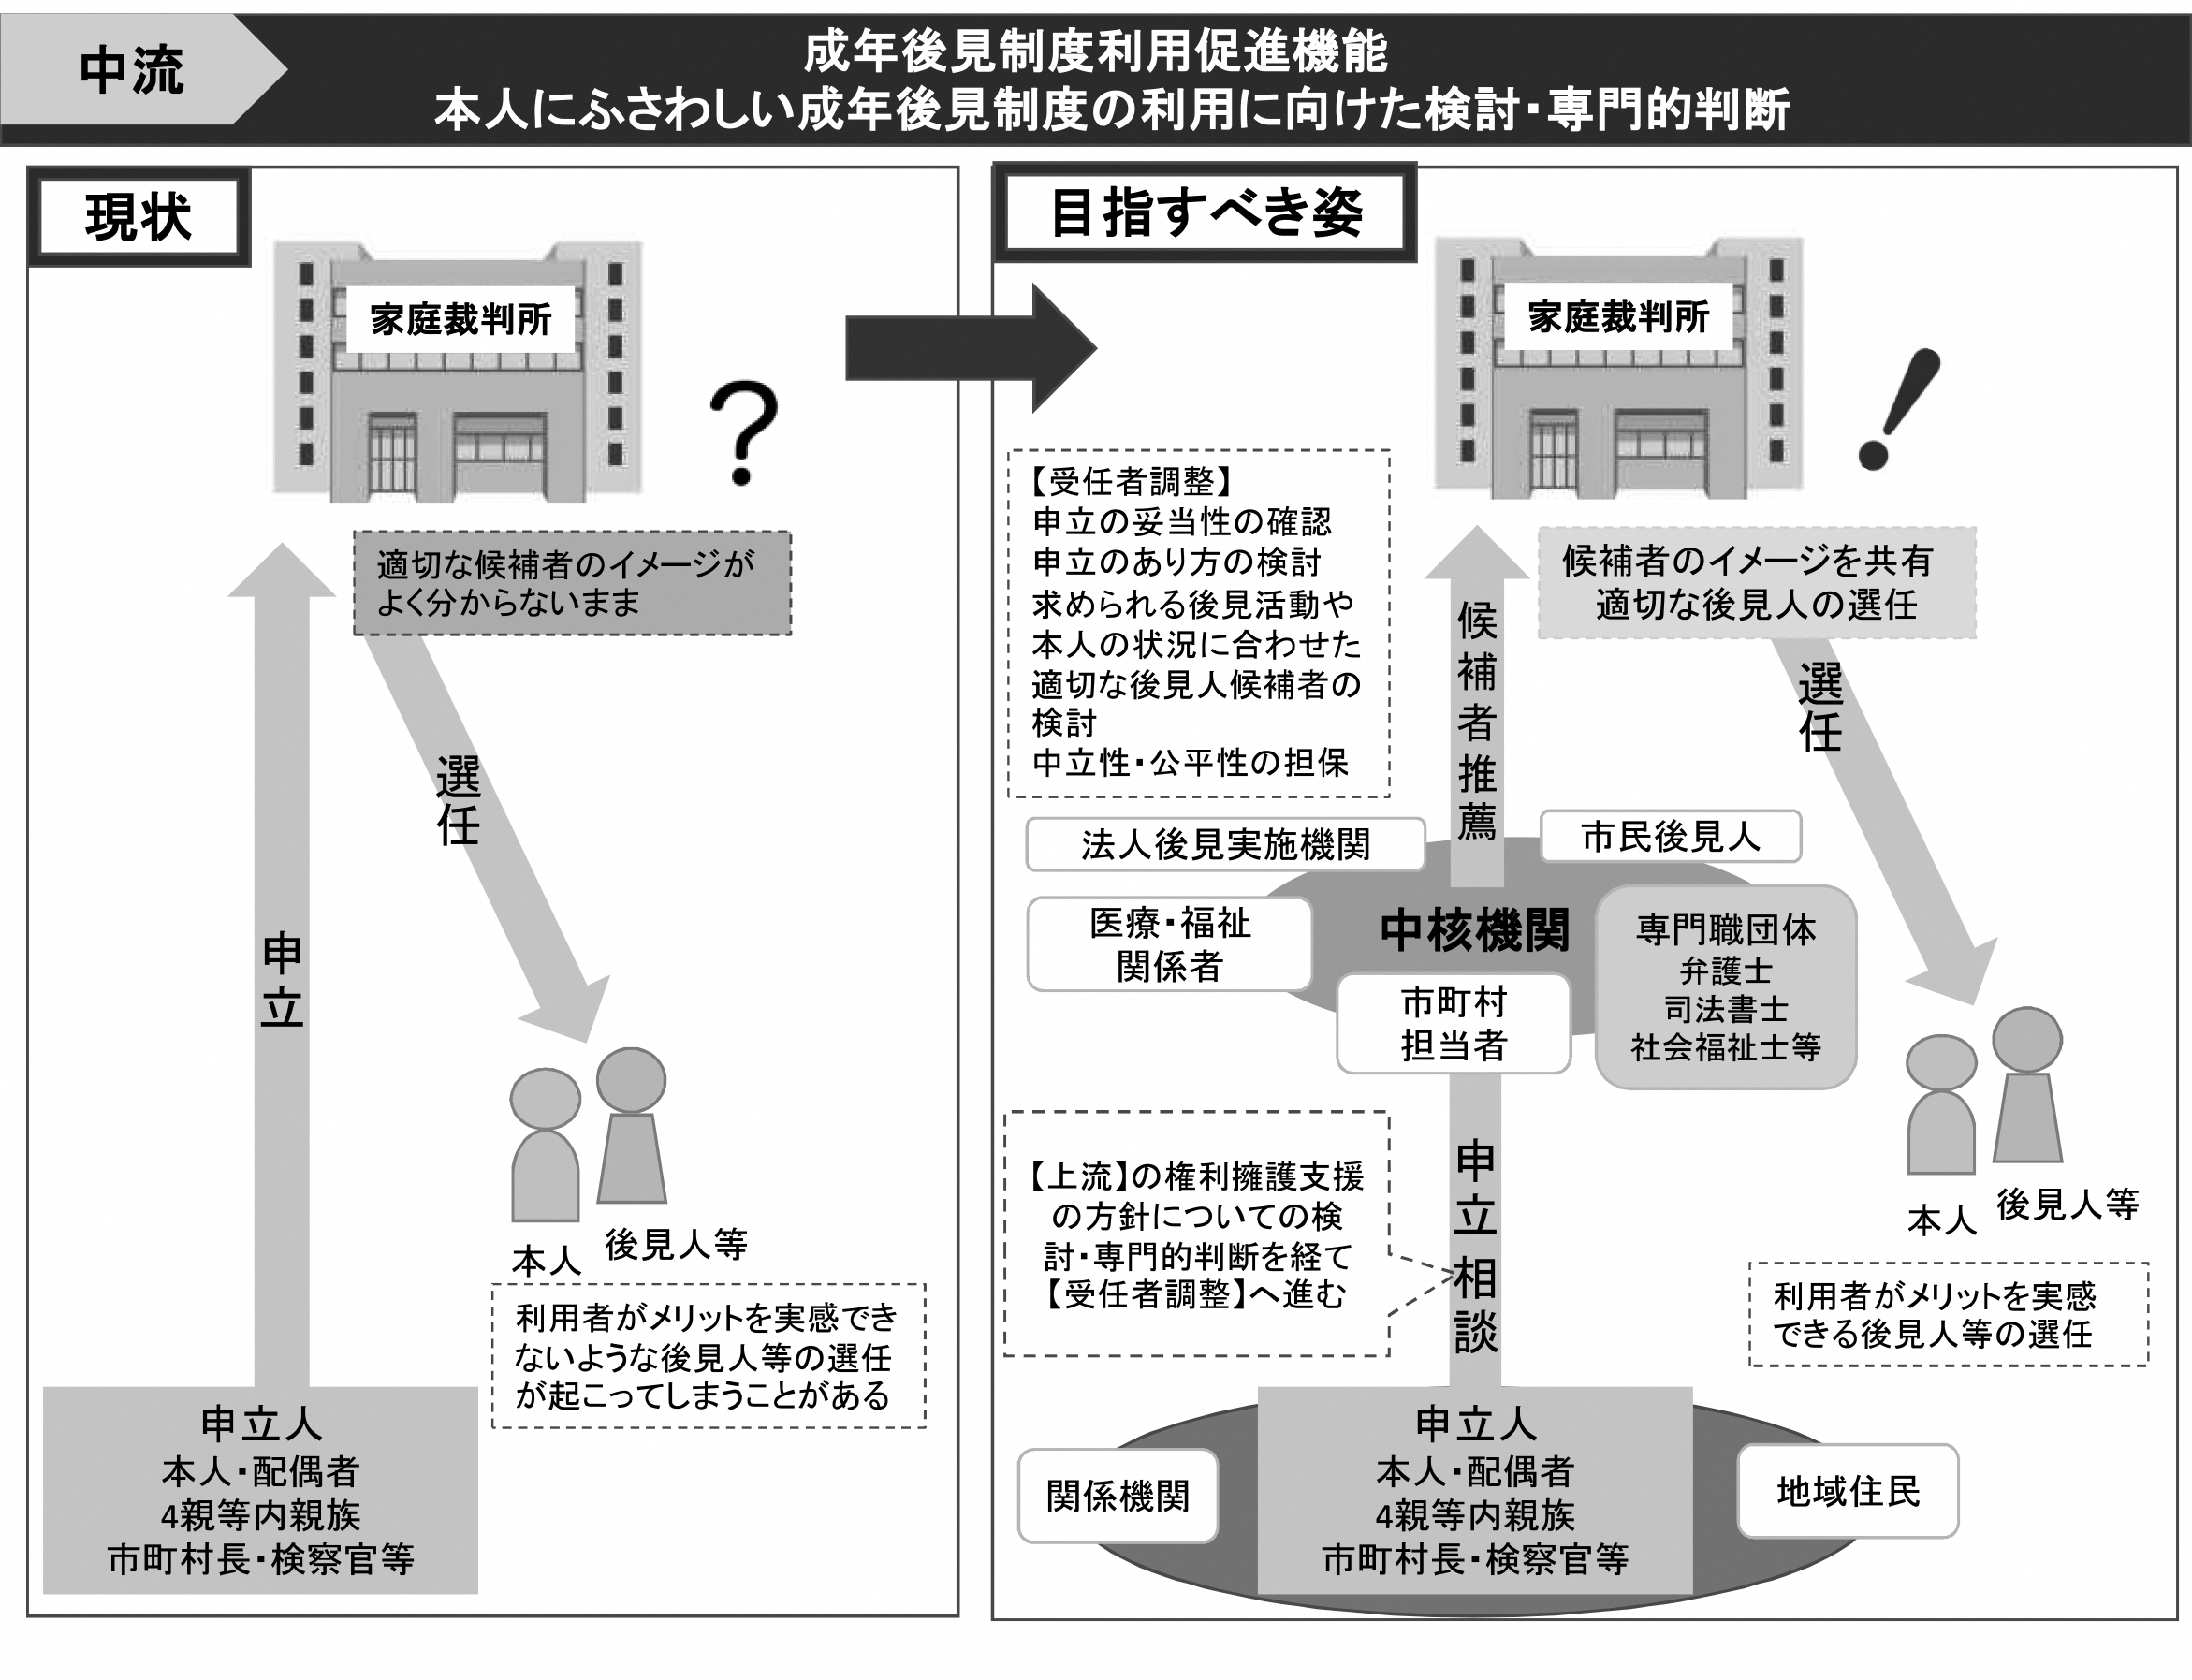 中流
成年後見制度利用促進機能
本人にふさわしい成年後見制度の利用に向けた検討・専門的判断
現状
家庭裁判所
?
適切な候補者のイメージが
よく分からないまま
選任
申立
本人
後見人等
利用者がメリットを実感でき
ないような後見人等の選任
が起こってしまうことがある
申立人
本人・配偶者
4親等内親族
市町村長・検察官等
目指すべき姿
家庭裁判所
!
【受任者調整】
申立の妥当性の確認
申立のあり方の検討
求められる後見活動や
本人の状況に合わせた
適切な後見人候補者の
検討
中立性・公平性の担保
候補者推薦
候補者のイメージを共有
適切な後見人の選任
選任
法人後見実施機関
市民後見人
医療・福祉
関係者
中核機関
市町村
担当者
専門職団体
弁護士
司法書士
社会福祉士等
本人
後見人等
利用者がメリットを実感
できる後見人等の選任
【上流】の権利擁護支援
の方針についての検
討・専門的判断を経て
【受任者調整】へ進む
申立相談
関係機関
申立人
本人・配偶者
4親等内親族
市町村長・検察官等
地域住民